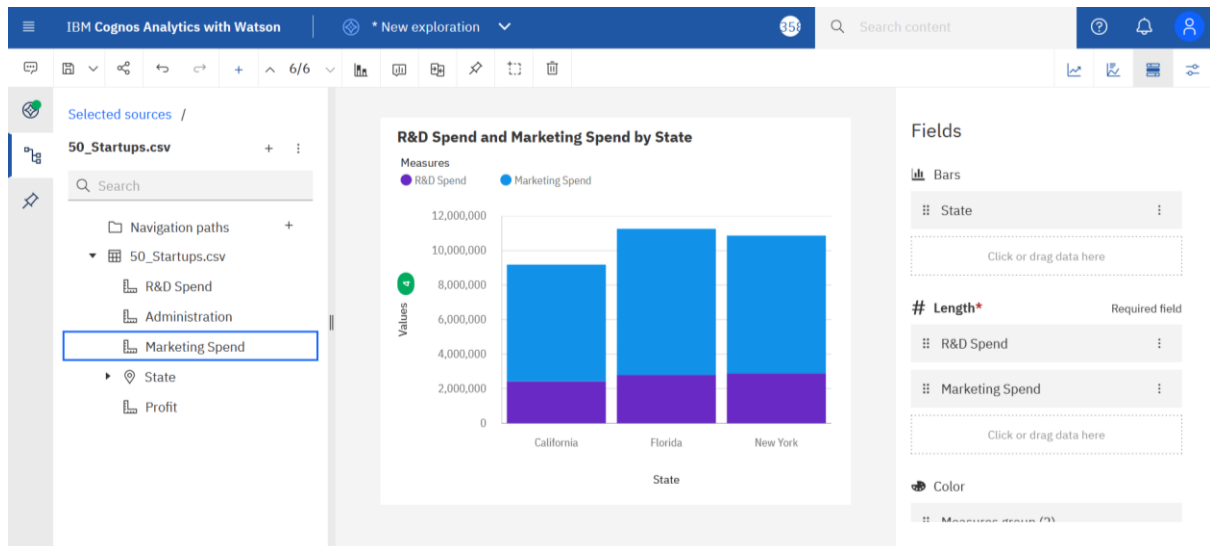 IBM Cognos Analytics with Watson
* New exploration
358
Search content
6/6
Selected sources /
50_Startups.csv
Search
Navigation paths
50_Startups.csv
R&D Spend
Administration
Marketing Spend
State
Profit
R&D Spend and Marketing Spend by State
Measures
R&D Spend
Marketing Spend
12,000,000
10,000,000
8,000,000
6,000,000
4,000,000
2,000,000
0
Values
California
Florida
New York
State
Fields
Bars
State
Click or drag data here
# Length*
Required field
R&D Spend
Marketing Spend
Click or drag data here
Color
Measures group (2)